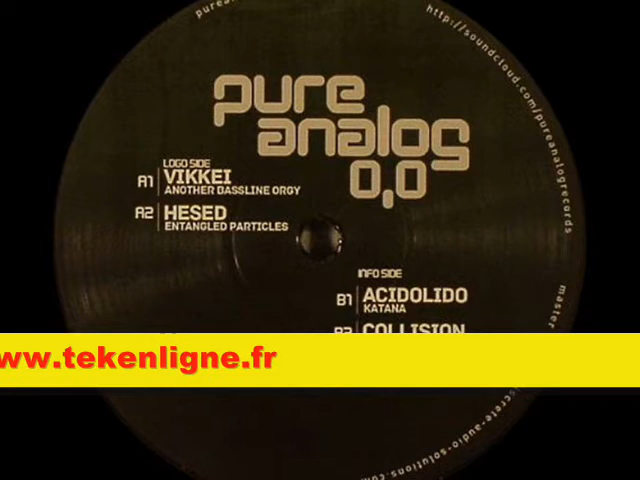 http://soundcloud.com/pureanalogrecords
pure
analog
0,0
LOGO SIDE
A1 VIKKEI
ANOTHER BASSLINE ORGY
A2 HESED
ENTANGLED PARTICLES
INFO SIDE
B1 ACIDOLIDO
KATANA
COLLISION
www.tekenligne.fr
master